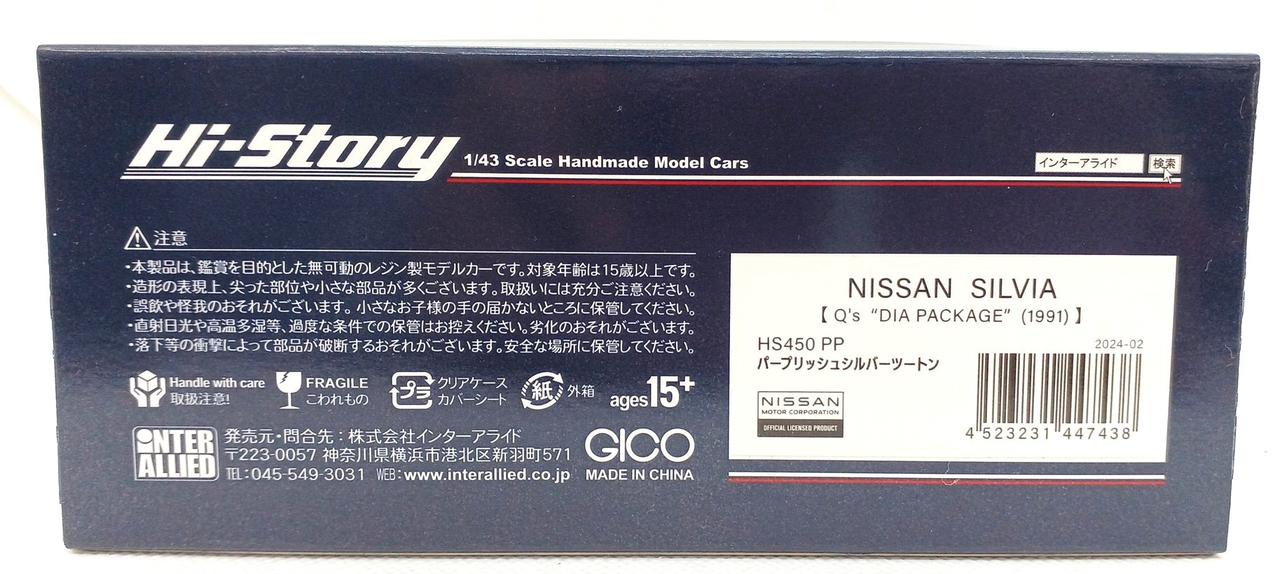 Hi-Story
1/43 Scale Handmade Model Cars
インターアライド 検索
注意
・本製品は、鑑賞を目的とした無可動のレジン製モデルカーです。対象年齢は15歳以上です。
・造形の表現上、尖った部位や小さな部品が多くございます。取扱いには充分ご注意ください。
・誤飲や怪我のおそれがございます。小さなお子様の手の届かないところに保管してください。
・直射日光や高温多湿等、過度な条件での保管はお控えください。劣化のおそれがございます。
・落下等の衝撃によって部品が破断するおそれがございます。安全な場所に保管してください。
Handle with care
取扱注意!
FRAGILE
こわれもの
プラ
クリアケース
カバーシート
紙
外箱
ages15+
INTER
ALLIED
発売元・問合先：株式会社インターアライド
〒223-0057 神奈川県横浜市港北区新羽町571
TEL:045-549-3031 WEB:www.interallied.co.jp
GICO
MADE IN CHINA
NISSAN SILVIA
【 Q's “DIA PACKAGE” (1991) 】
HS450 PP
2024-02
パープリッシュシルバーツートン
NISSAN
MOTOR CORPORATION
OFFICIAL LICENSED PRODUCT
4 523231 447438